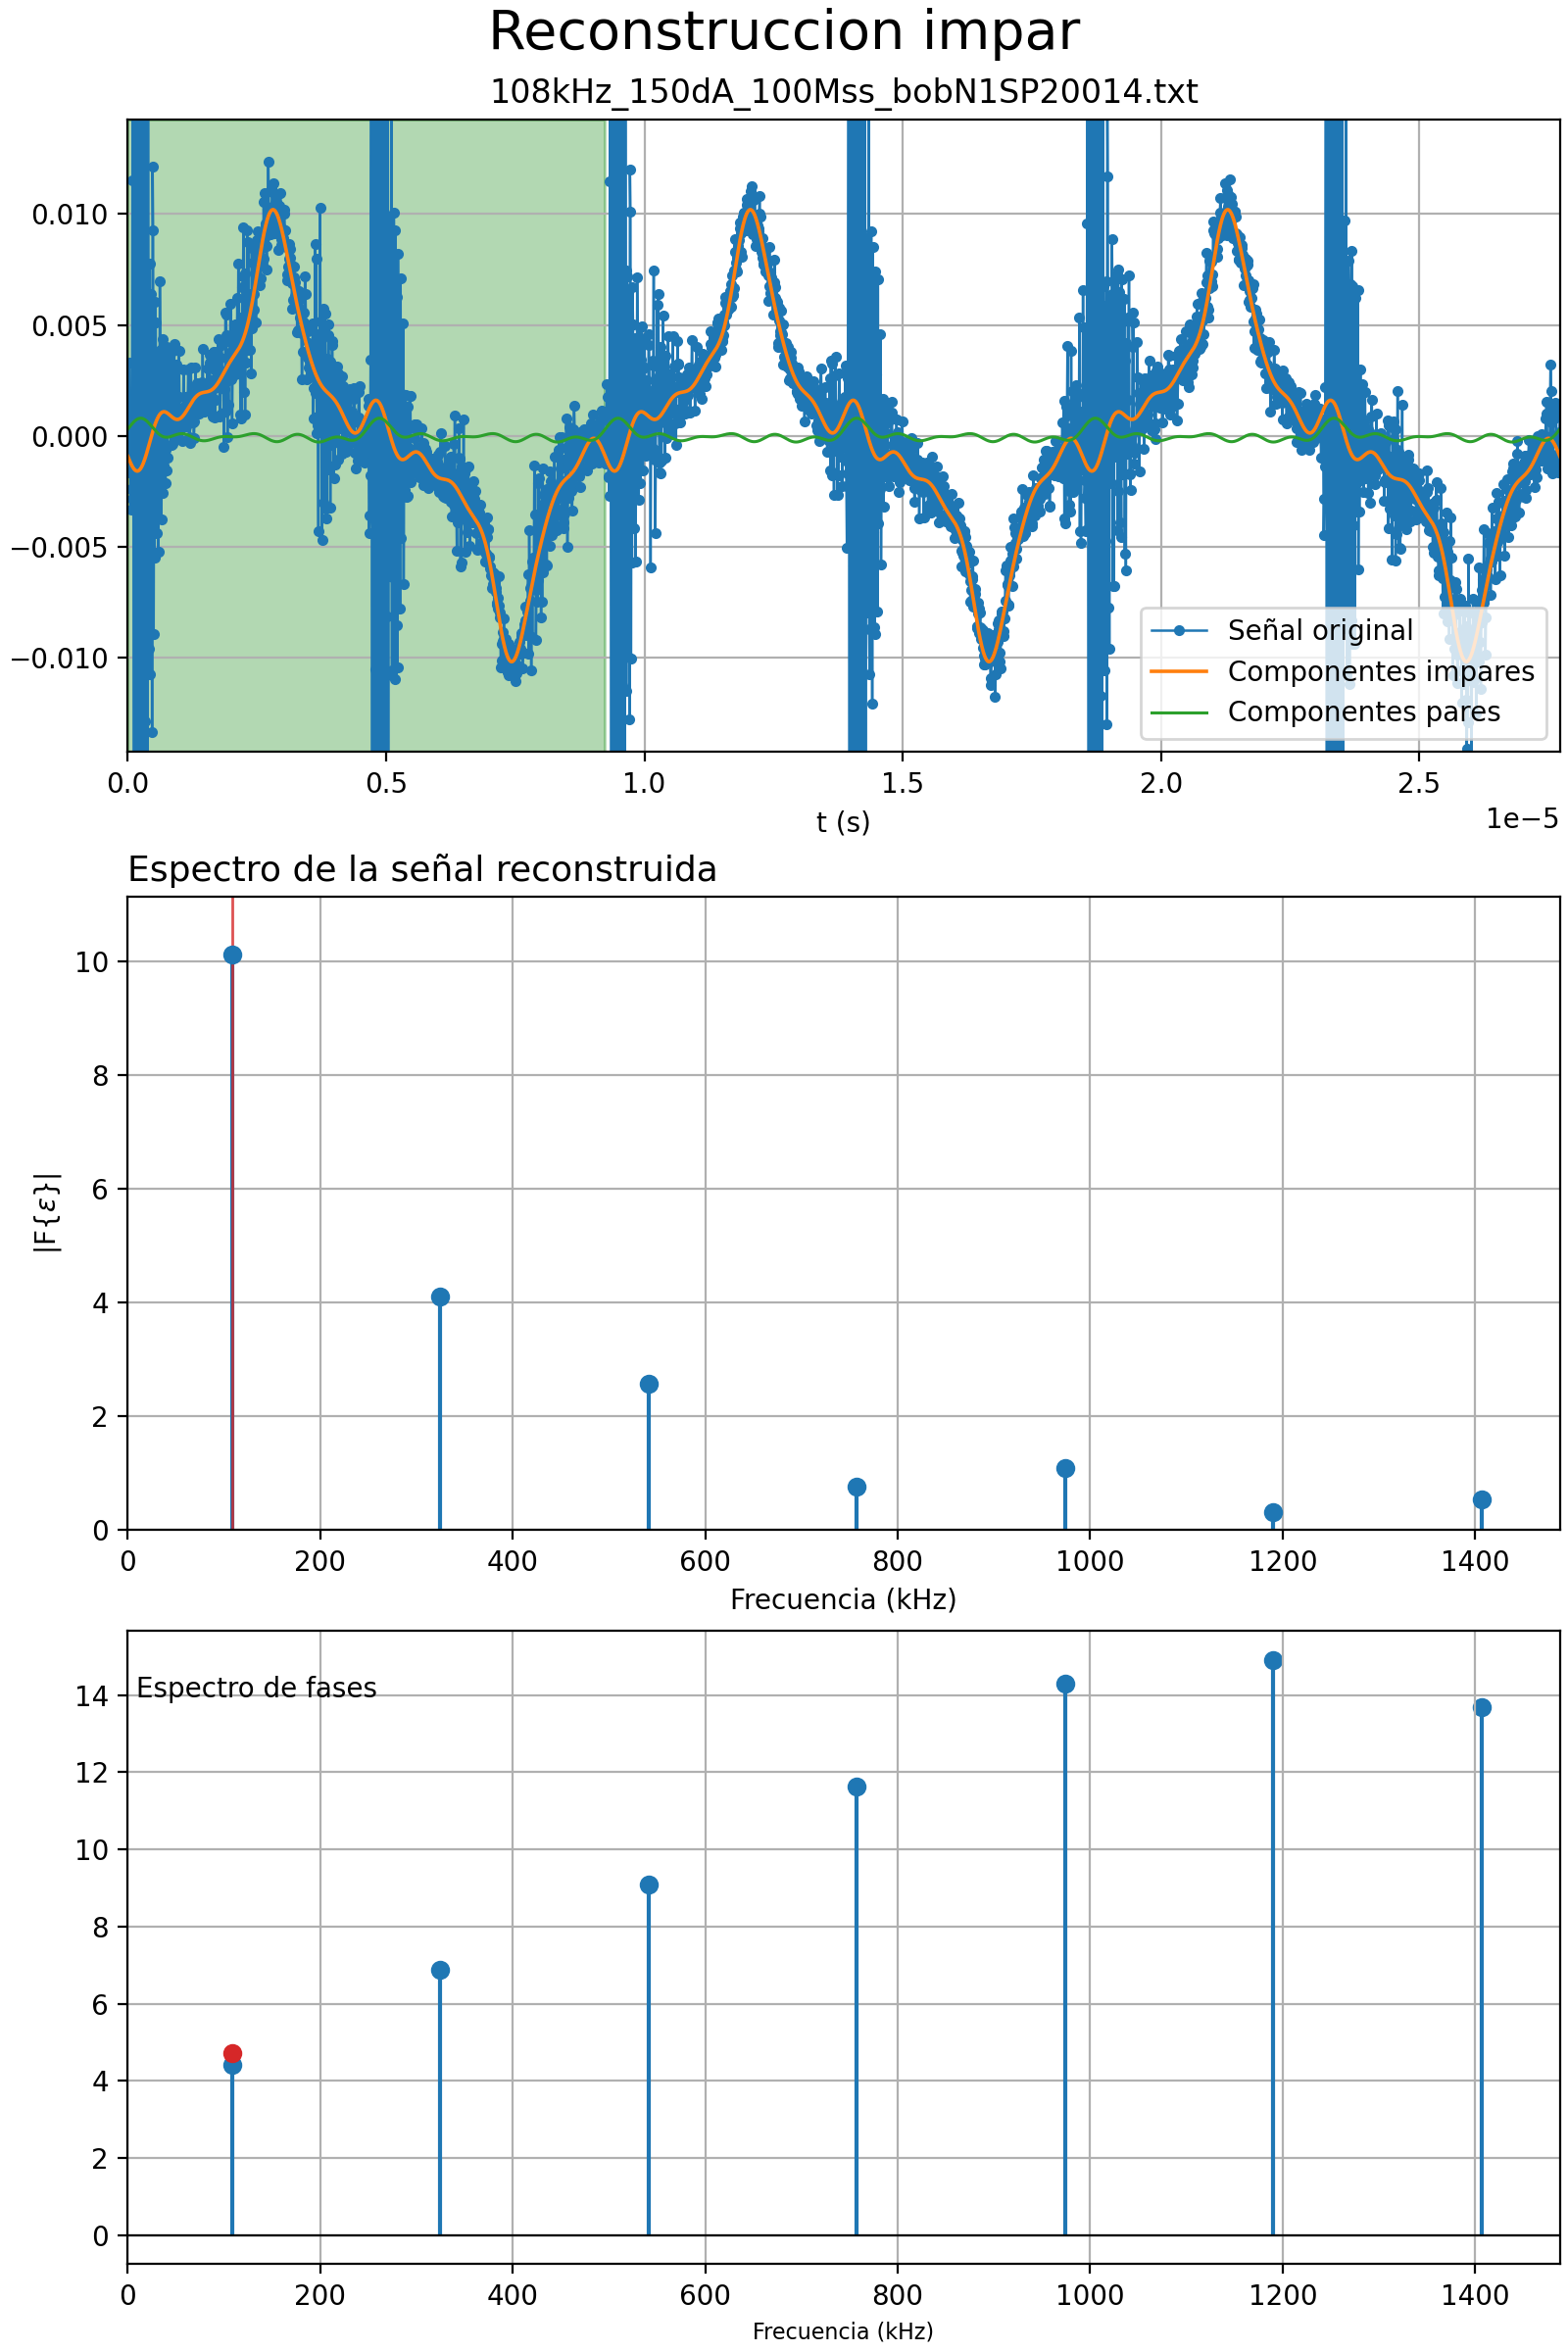 Reconstruccion impar
108kHz_150dA_100Mss_bobN1SP20014.txt
0.010
0.005
0.000
−0.005
−0.010
Señal original
Componentes impares
Componentes pares
0.0 0.5 1.0 1.5 2.0 2.5
1e−5
t (s)
Espectro de la señal reconstruida
10
8
6
4
2
0
|F{ε}|
0 200 400 600 800 1000 1200 1400
Frecuencia (kHz)
Espectro de fases
14
12
10
8
6
4
2
0
0 200 400 600 800 1000 1200 1400
Frecuencia (kHz)